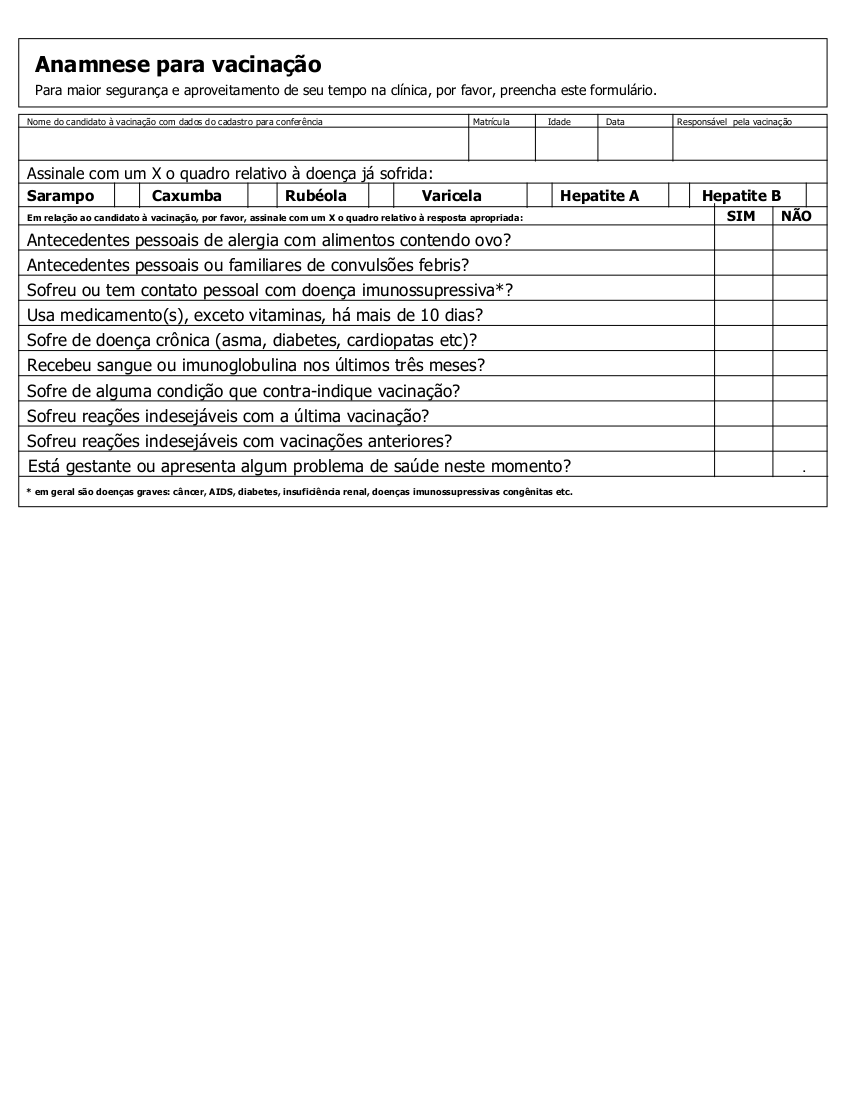 Anamnese para vacinação
Para maior segurança e aproveitamento de seu tempo na clínica, por favor, preencha este formulário.
Nome do candidato à vacinação com dados do cadastro para conferência Matrícula Idade Data Responsável pela vacinação
Assinale com um X o quadro relativo à doença já sofrida:
Sarampo Caxumba Rubéola Varicela Hepatite A Hepatite B
Em relação ao candidato à vacinação, por favor, assinale com um X o quadro relativo à resposta apropriada: SIM NÃO
Antecedentes pessoais de alergia com alimentos contendo ovo?
Antecedentes pessoais ou familiares de convulsões febris?
Sofreu ou tem contato pessoal com doença imunossupressiva*?
Usa medicamento(s), exceto vitaminas, há mais de 10 dias?
Sofre de doença crônica (asma, diabetes, cardiopatas etc)?
Recebeu sangue ou imunoglobulina nos últimos três meses?
Sofre de alguma condição que contra-indique vacinação?
Sofreu reações indesejáveis com a última vacinação?
Sofreu reações indesejáveis com vacinações anteriores?
Está gestante ou apresenta algum problema de saúde neste momento? .
* em geral são doenças graves: câncer, AIDS, diabetes, insuficiência renal, doenças imunossupressivas congênitas etc.